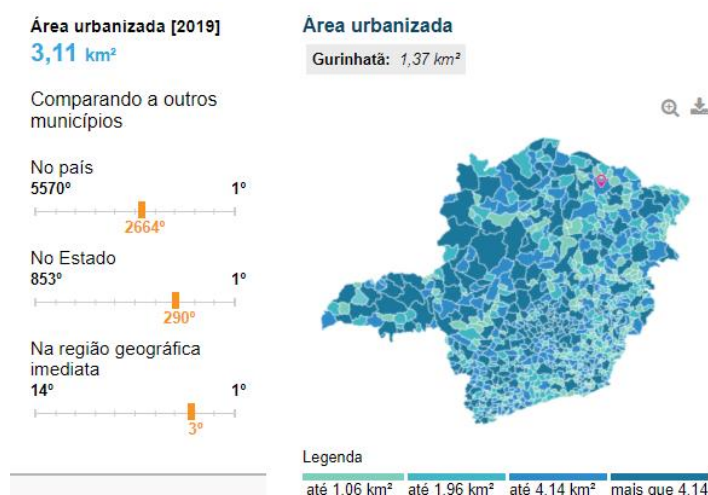 Área urbanizada [2019]
3,11 km²
Comparando a outros
municípios
No país
5570º 1º
2664º
No Estado
853º 1º
290º
Na região geográfica
imediata
14º 1º
3º
Área urbanizada
Gurinhatã: 1,37 km²
Legenda
até 1,06 km² até 1,96 km² até 4,14 km² mais que 4,14